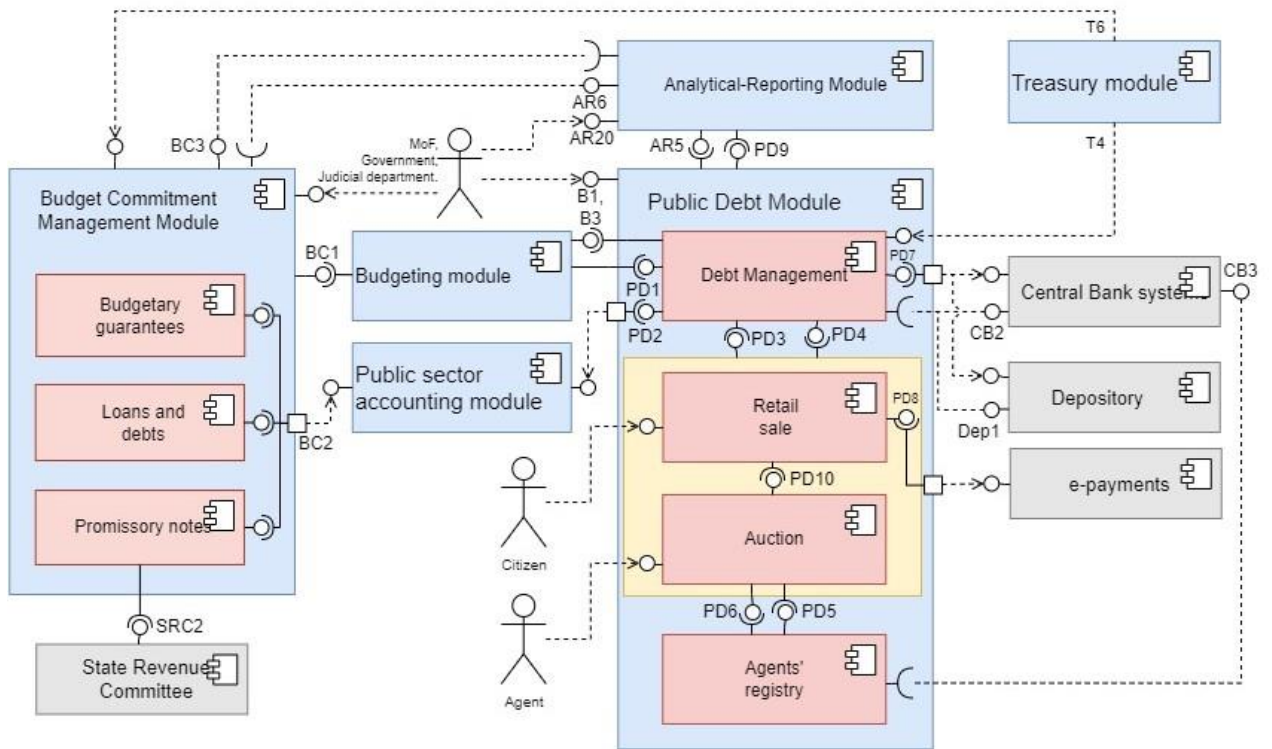 T6
Analytical-Reporting Module
Treasury module
AR6
BC3
AR20
MoF,
Government,
Judicial department.
AR5
PD9
T4
Budget Commitment
Management Module
B1,
B3
Public Debt Module
BC1
Budgeting module
Debt Management
PD7
Central Bank systems
CB3
PD1
Budgetary
guarantees
PD2
CB2
PD3
PD4
Public sector
accounting module
Retail
sale
PD8
Depository
Loans and
debts
Dep1
BC2
PD10
e-payments
Promissory notes
Auction
Citizen
PD6
PD5
SRC2
State Revenue
Committee
Agents'
registry
Agent